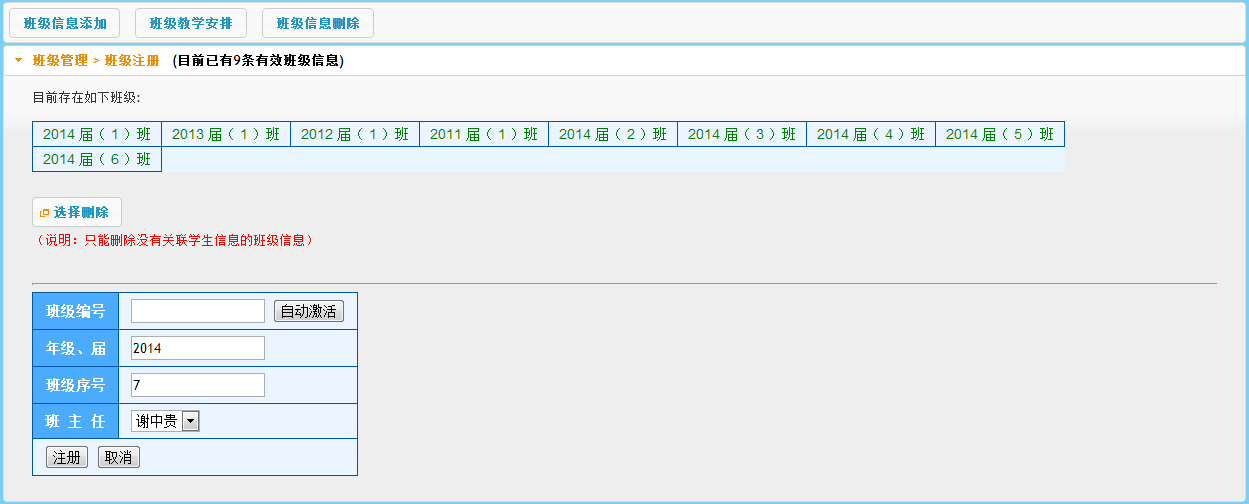 班级信息添加 班级教学安排 班级信息删除
班级管理 > 班级注册 (目前已有9条有效班级信息)
目前存在如下班级:
2014 届（ 1 ）班 2013 届（ 1 ）班 2012 届（ 1 ）班 2011 届（ 1 ）班 2014 届（ 2 ）班 2014 届（ 3 ）班 2014 届（ 4 ）班 2014 届（ 5 ）班
2014 届（ 6 ）班
选择删除
（说明：只能删除没有关联学生信息的班级信息）
班级编号 自动激活
年级、届 2014
班级序号 7
班 主 任 谢中贵
注册 取消